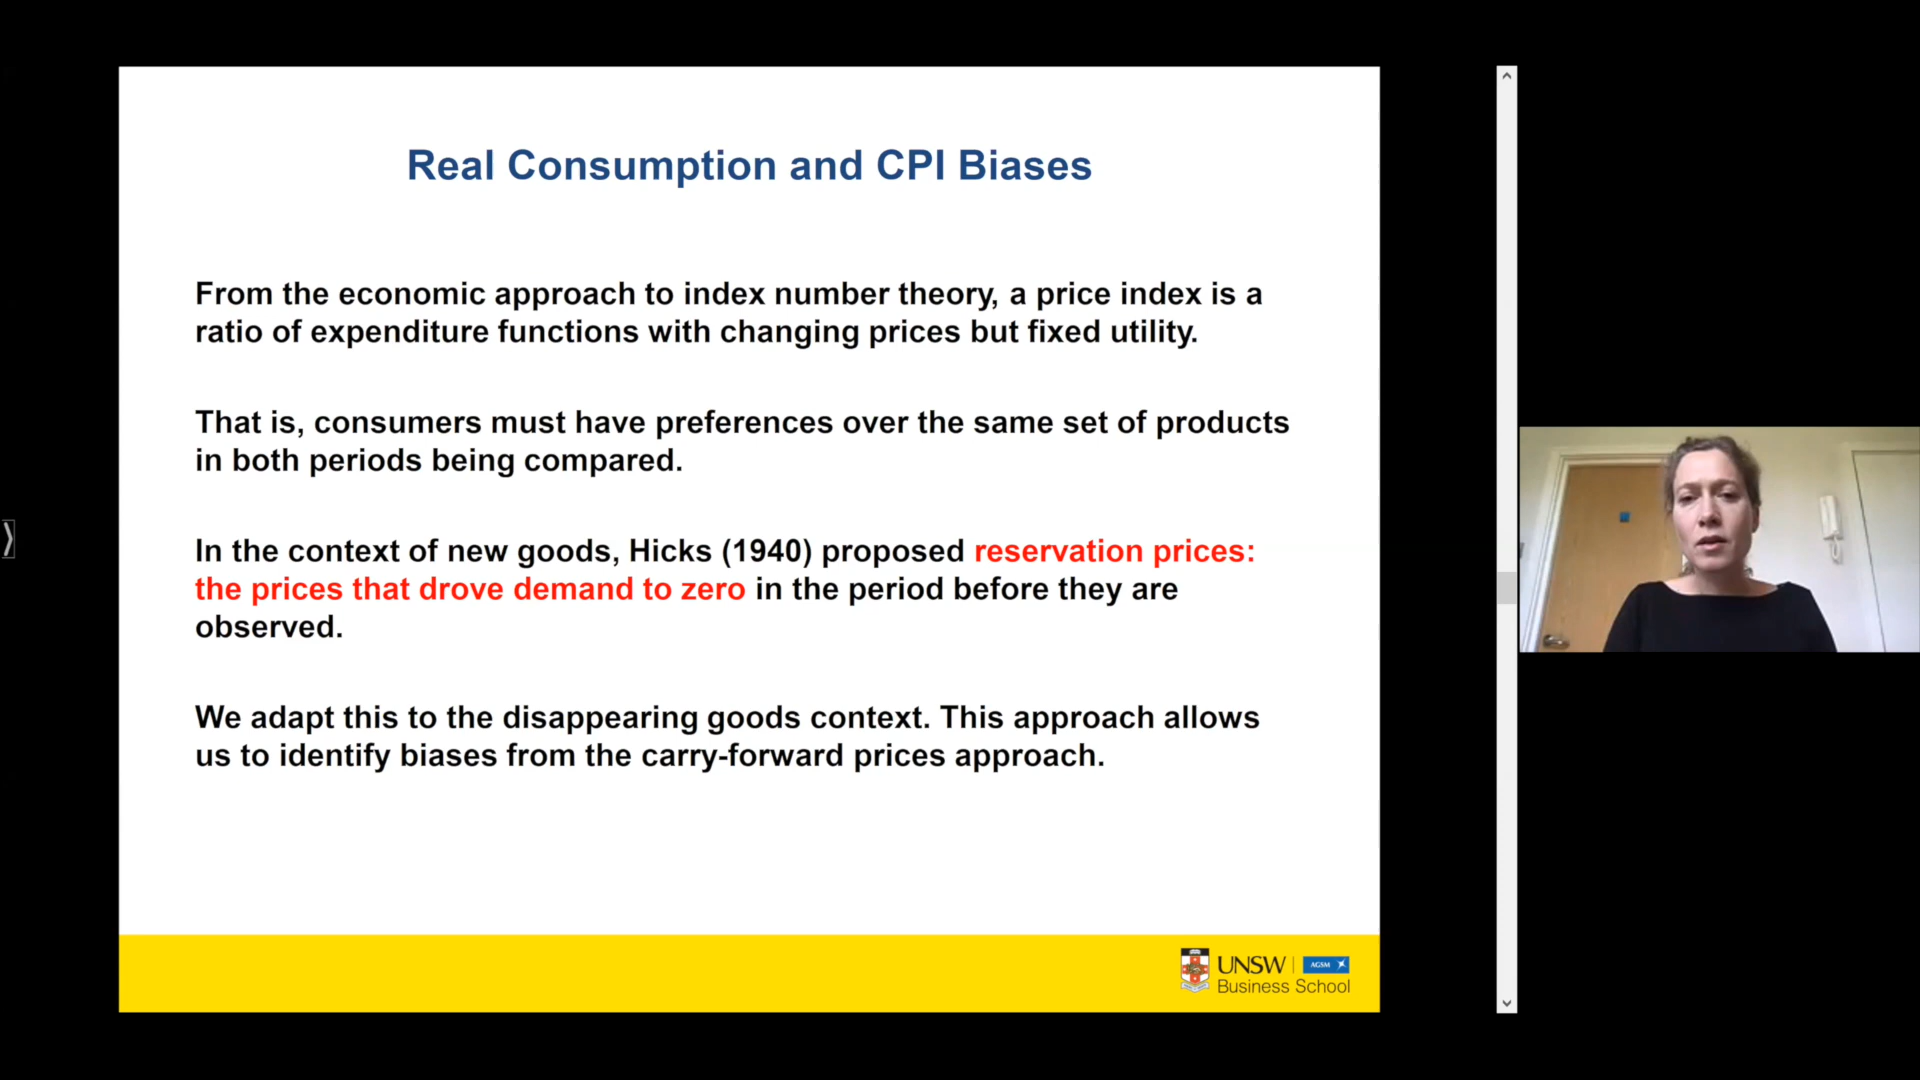 Real Consumption and CPI Biases
From the economic approach to index number theory, a price index is a
ratio of expenditure functions with changing prices but fixed utility.
That is, consumers must have preferences over the same set of products
in both periods being compared.
In the context of new goods, Hicks (1940) proposed reservation prices:
the prices that drove demand to zero in the period before they are
observed.
We adapt this to the disappearing goods context. This approach allows
us to identify biases from the carry-forward prices approach.
UNSW AGSM
Business School